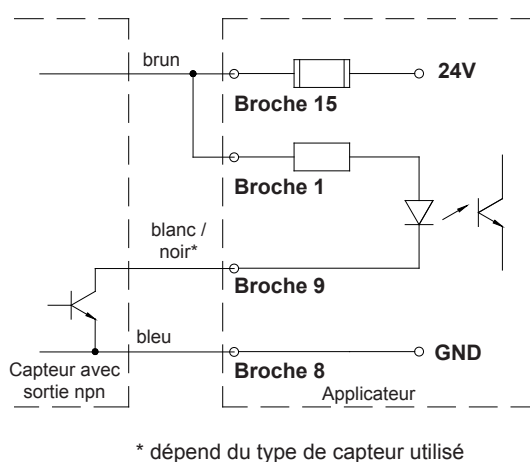 brun
24V
Broche 15
Broche 1
blanc /
noir*
Broche 9
bleu
GND
Broche 8
Capteur avec
sortie npn
Applicateur
* dépend du type de capteur utilisé